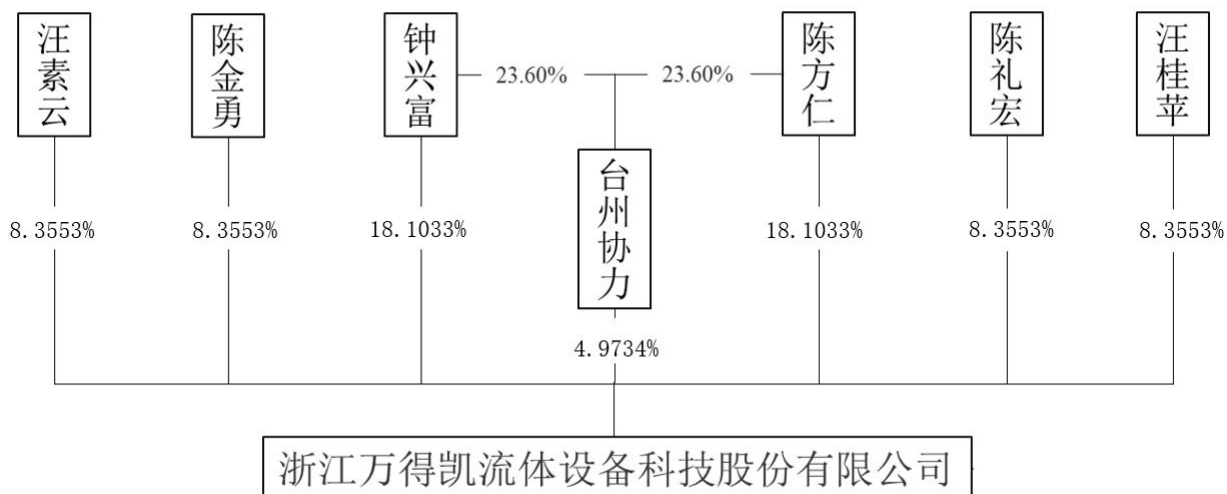 汪素云
陈金勇
钟兴富
23.60%
23.60%
陈方仁
陈礼宏
汪桂苹
台州协力
8.3553%
8.3553%
18.1033%
18.1033%
8.3553%
8.3553%
4.9734%
浙江万得凯流体设备科技股份有限公司